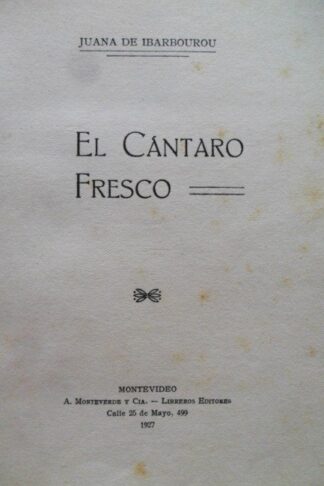 JUANA DE IBARBOUROU
EL CÁNTARO
FRESCO
MONTEVIDEO
A. MONTEVERDE Y CIA. — LIBREROS EDITORES
Calle 25 de Mayo, 499
1927